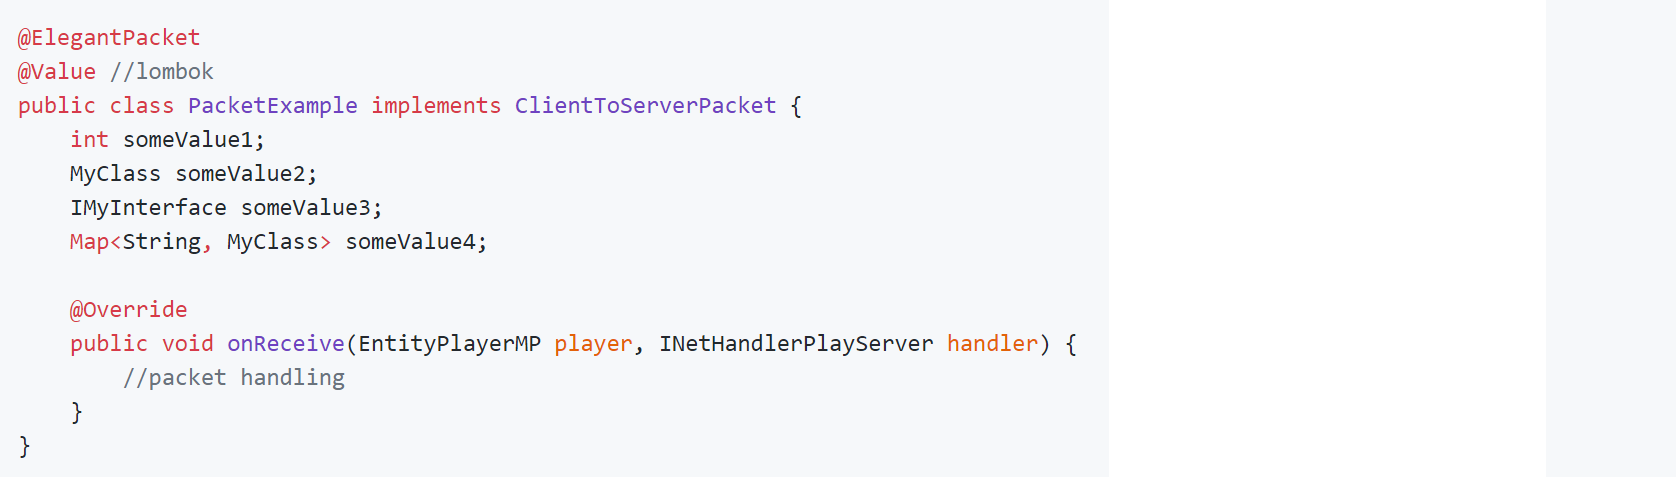 @ElegantPacket
@Value //lombok
public class PacketExample implements ClientToServerPacket {
    int someValue1;
    MyClass someValue2;
    IMyInterface someValue3;
    Map<String, MyClass> someValue4;

    @Override
    public void onReceive(EntityPlayerMP player, INetHandlerPlayServer handler) {
        //packet handling
    }
}